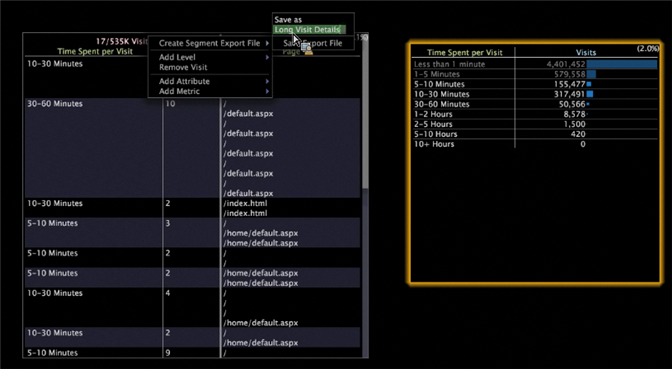 Save as
Long Visit Details
Save Export File
17/535K Visit
Create Segment Export File
Add Level
Remove Visit
Add Attribute
Add Metric
Time Spent per Visit
Page
10-30 Minutes
30-60 Minutes 10 /
/default.aspx
/
/default.aspx
/
/default.aspx
/
/default.aspx
/
/default.aspx
10-30 Minutes 2 /index.html
/index.html
5-10 Minutes 3 /
/home/default.aspx
/home/default.aspx
5-10 Minutes 2 /
/
5-10 Minutes 2 /home/default.aspx
/home/default.aspx
10-30 Minutes 4 /
/
/
/home/default.aspx
10-30 Minutes 2 /
/home/default.aspx
5-10 Minutes 9 /
(2.0%)
Time Spent per Visit Visits
Less than 1 minute 4,401,452
1-5 Minutes 579,558
5-10 Minutes 155,477
10-30 Minutes 317,491
30-60 Minutes 50,566
1-2 Hours 8,578
2-5 Hours 1,500
5-10 Hours 420
10+ Hours 0